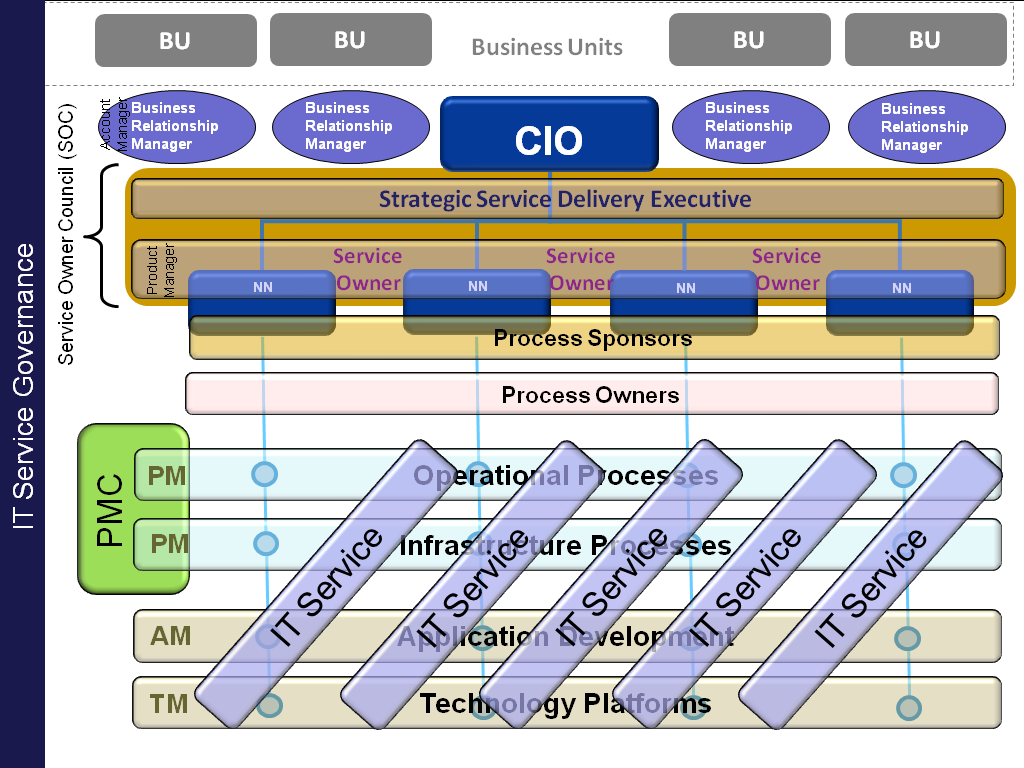 IT Service Governance
BU
BU
Business Units
BU
BU
Service Owner Council (SOC)
Account
Manager
Business
Relationship
Manager
Business
Relationship
Manager
CIO
Business
Relationship
Manager
Business
Relationship
Manager
Strategic Service Delivery Executive
Product
Manager
Service
Owner
Service
Owner
Service
Owner
NN
NN
NN
NN
Process Sponsors
Process Owners
PMC
PM
Operational Processes
PM
Infrastructure Processes
AM
Application Development
TM
Technology Platforms
IT Service
IT Service
IT Service
IT Service
IT Service